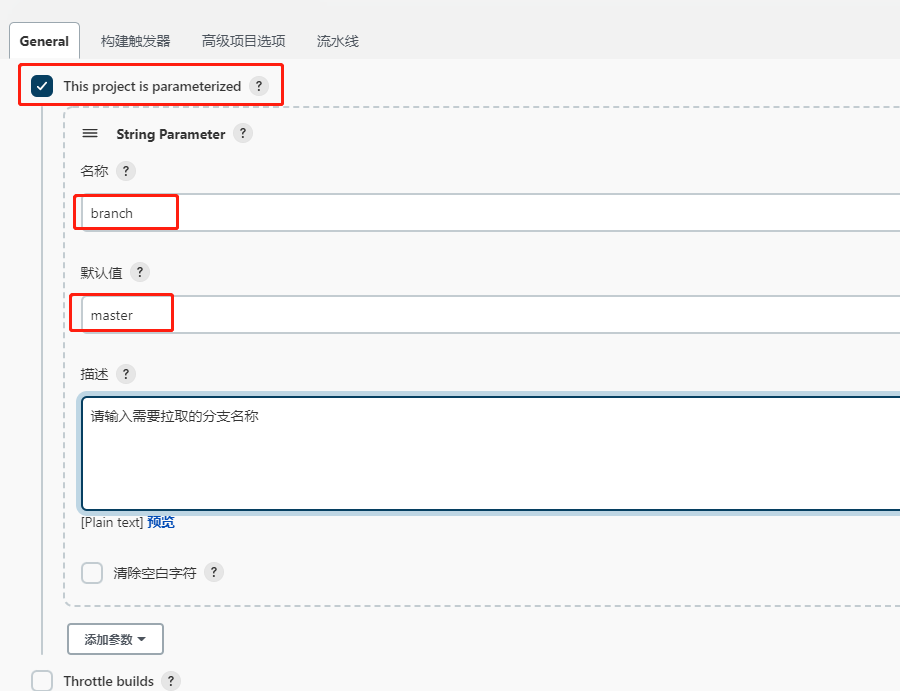 General 构建触发器 高级项目选项 流水线
This project is parameterized ?
String Parameter ?
名称 ?
branch
默认值 ?
master
描述 ?
请输入需要拉取的分支名称
[Plain text] 预览
清除空白字符 ?
添加参数
Throttle builds ?